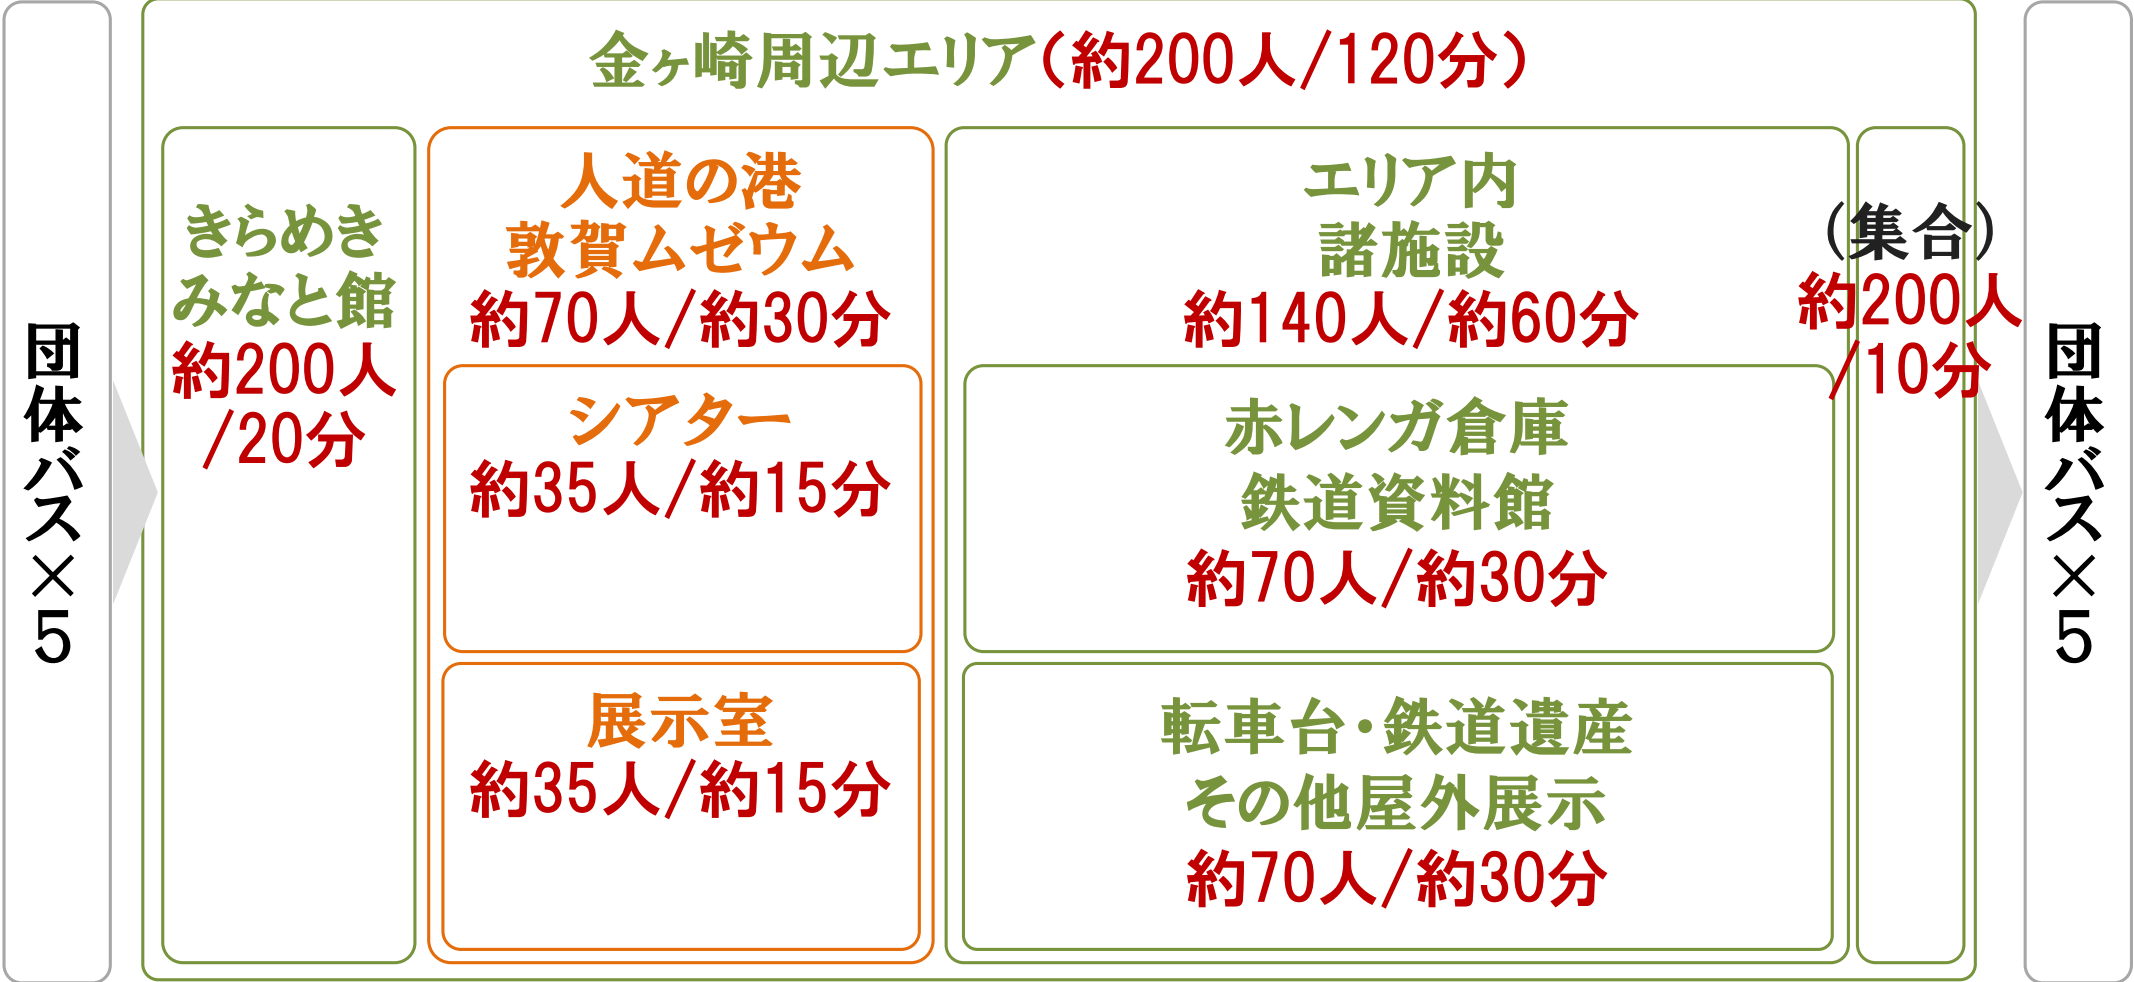 団体バス×5
金ヶ崎周辺エリア(約200人/120分)
きらめき
みなと館
約200人
/20分
人道の港
敦賀ムゼウム
約70人/約30分
シアター
約35人/約15分
展示室
約35人/約15分
エリア内
諸施設
約140人/約60分
赤レンガ倉庫
鉄道資料館
約70人/約30分
転車台・鉄道遺産
その他屋外展示
約70人/約30分
(集合)
約200人
/10分
団体バス×5